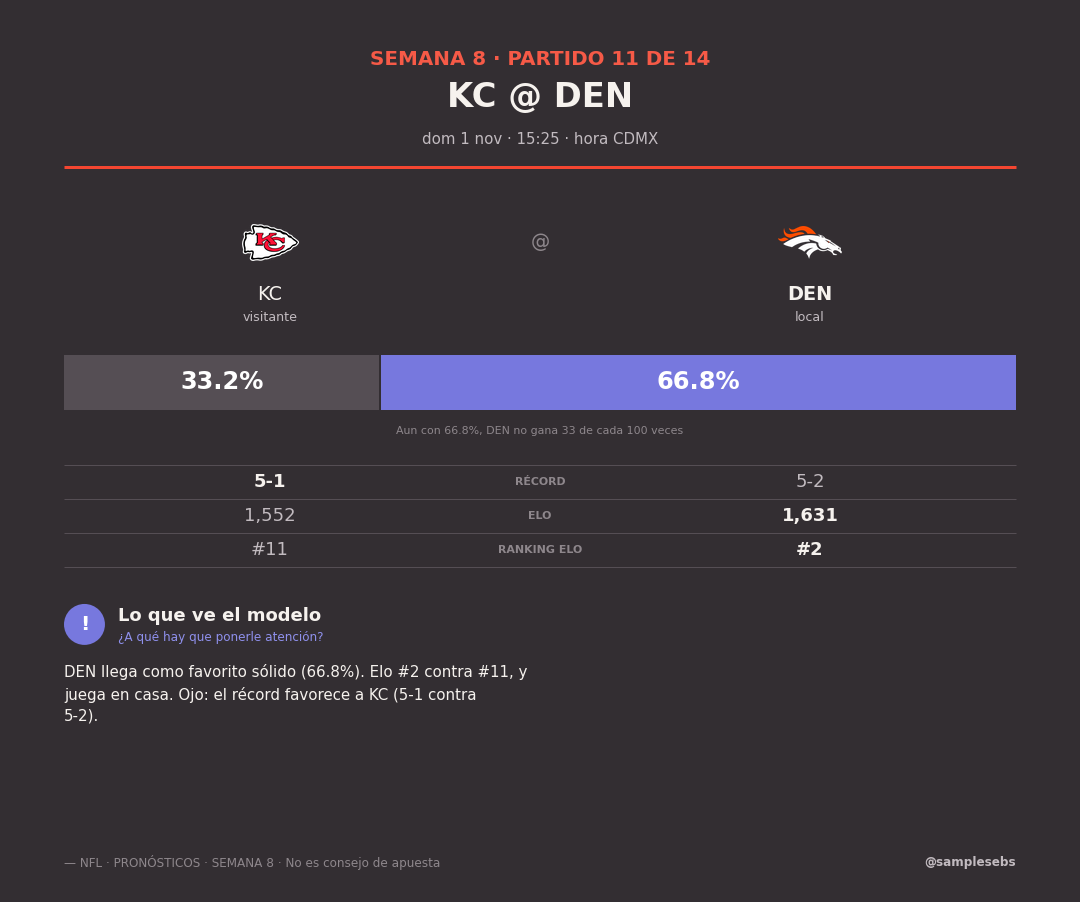 SEMANA 8 · PARTIDO 11 DE 14
KC @ DEN
dom 1 nov · 15:25 · hora CDMX
KC
@
KC
DEN
visitante
local
33.2%
66.8%
Aun con 66.8%, DEN no gana 33 de cada 100 veces
5-1
RÉCORD
5-2
1,552
ELO
1,631
#11
RANKING ELO
#2
!
Lo que ve el modelo
¿A qué hay que ponerle atención?
DEN llega como favorito sólido (66.8%). Elo #2 contra #11, y
juega en casa. Ojo: el récord favorece a KC (5-1 contra
5-2).
— NFL · PRONÓSTICOS · SEMANA 8 · No es consejo de apuesta
@samplesebs